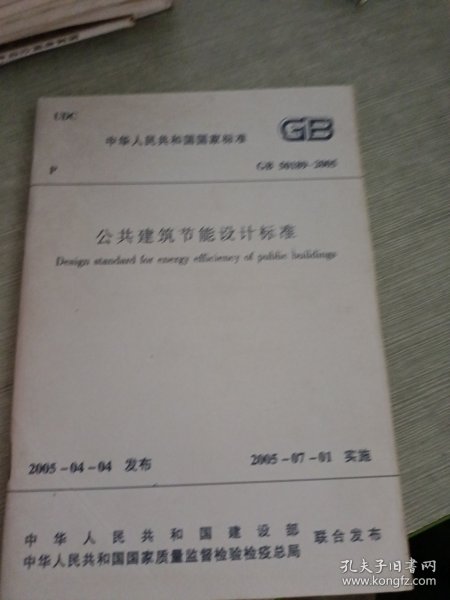 UDC
GB
中华人民共和国国家标准
P
GB 50189-2005
公共建筑节能设计标准
Design standard for energy efficiency of public buildings
2005-04-04 发布
2005-07-01 实施
中华人民共和国建设部
中华人民共和国国家质量监督检验检疫总局
联合发布
孔夫子旧书网
www.kongfz.com